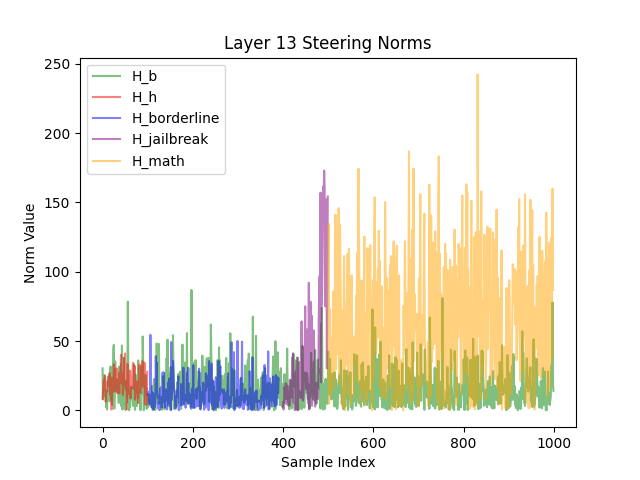 Layer 13 Steering Norms
250
200
150
100
50
0
Norm Value
H_b
H_h
H_borderline
H_jailbreak
H_math
0
200
400
600
800
1000
Sample Index